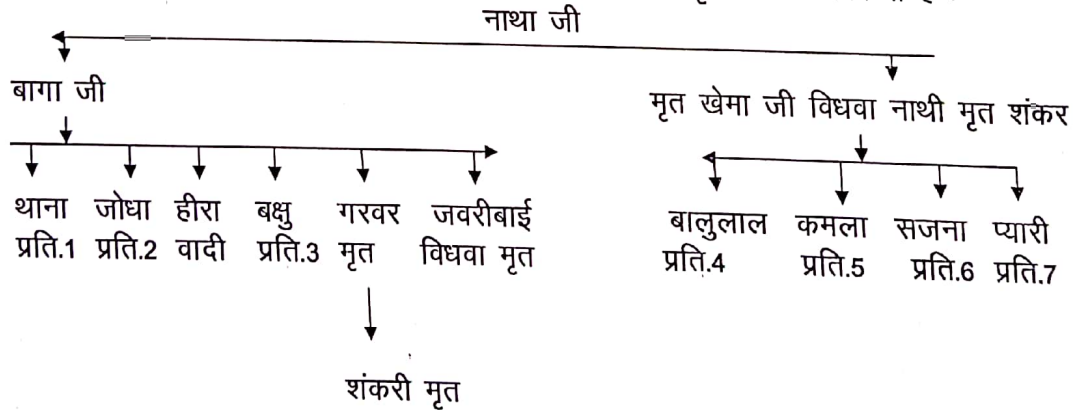 नाथा जी
बागा जी
मृत खेमा जी विधवा नाथी मृत शंकर
थाना जोधा हीरा बक्षु गरवर जवरीबाई
प्रति.1 प्रति.2 वादी प्रति.3 मृत विधवा मृत
बालुलाल कमला सजना प्यारी
प्रति.4 प्रति.5 प्रति.6 प्रति.7
शंकरी मृत